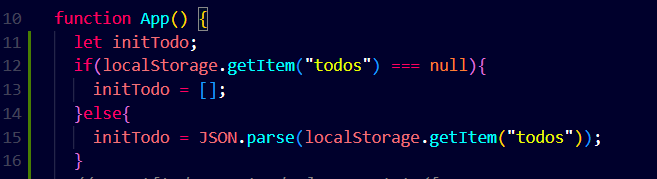 10 function App() {
11 let initTodo;
12 if(localStorage.getItem("todos") === null){
13 initTodo = [];
14 }else{
15 initTodo = JSON.parse(localStorage.getItem("todos"));
16 }